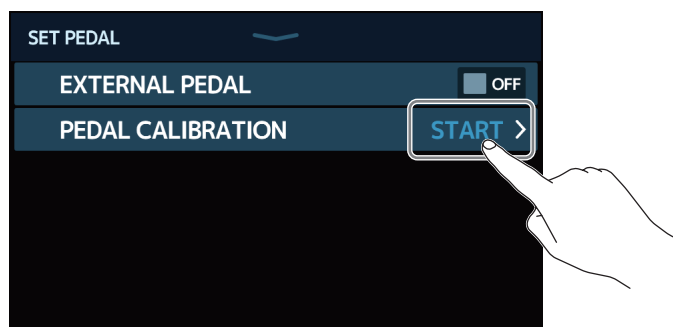 SET PEDAL
EXTERNAL PEDAL OFF
PEDAL CALIBRATION START >